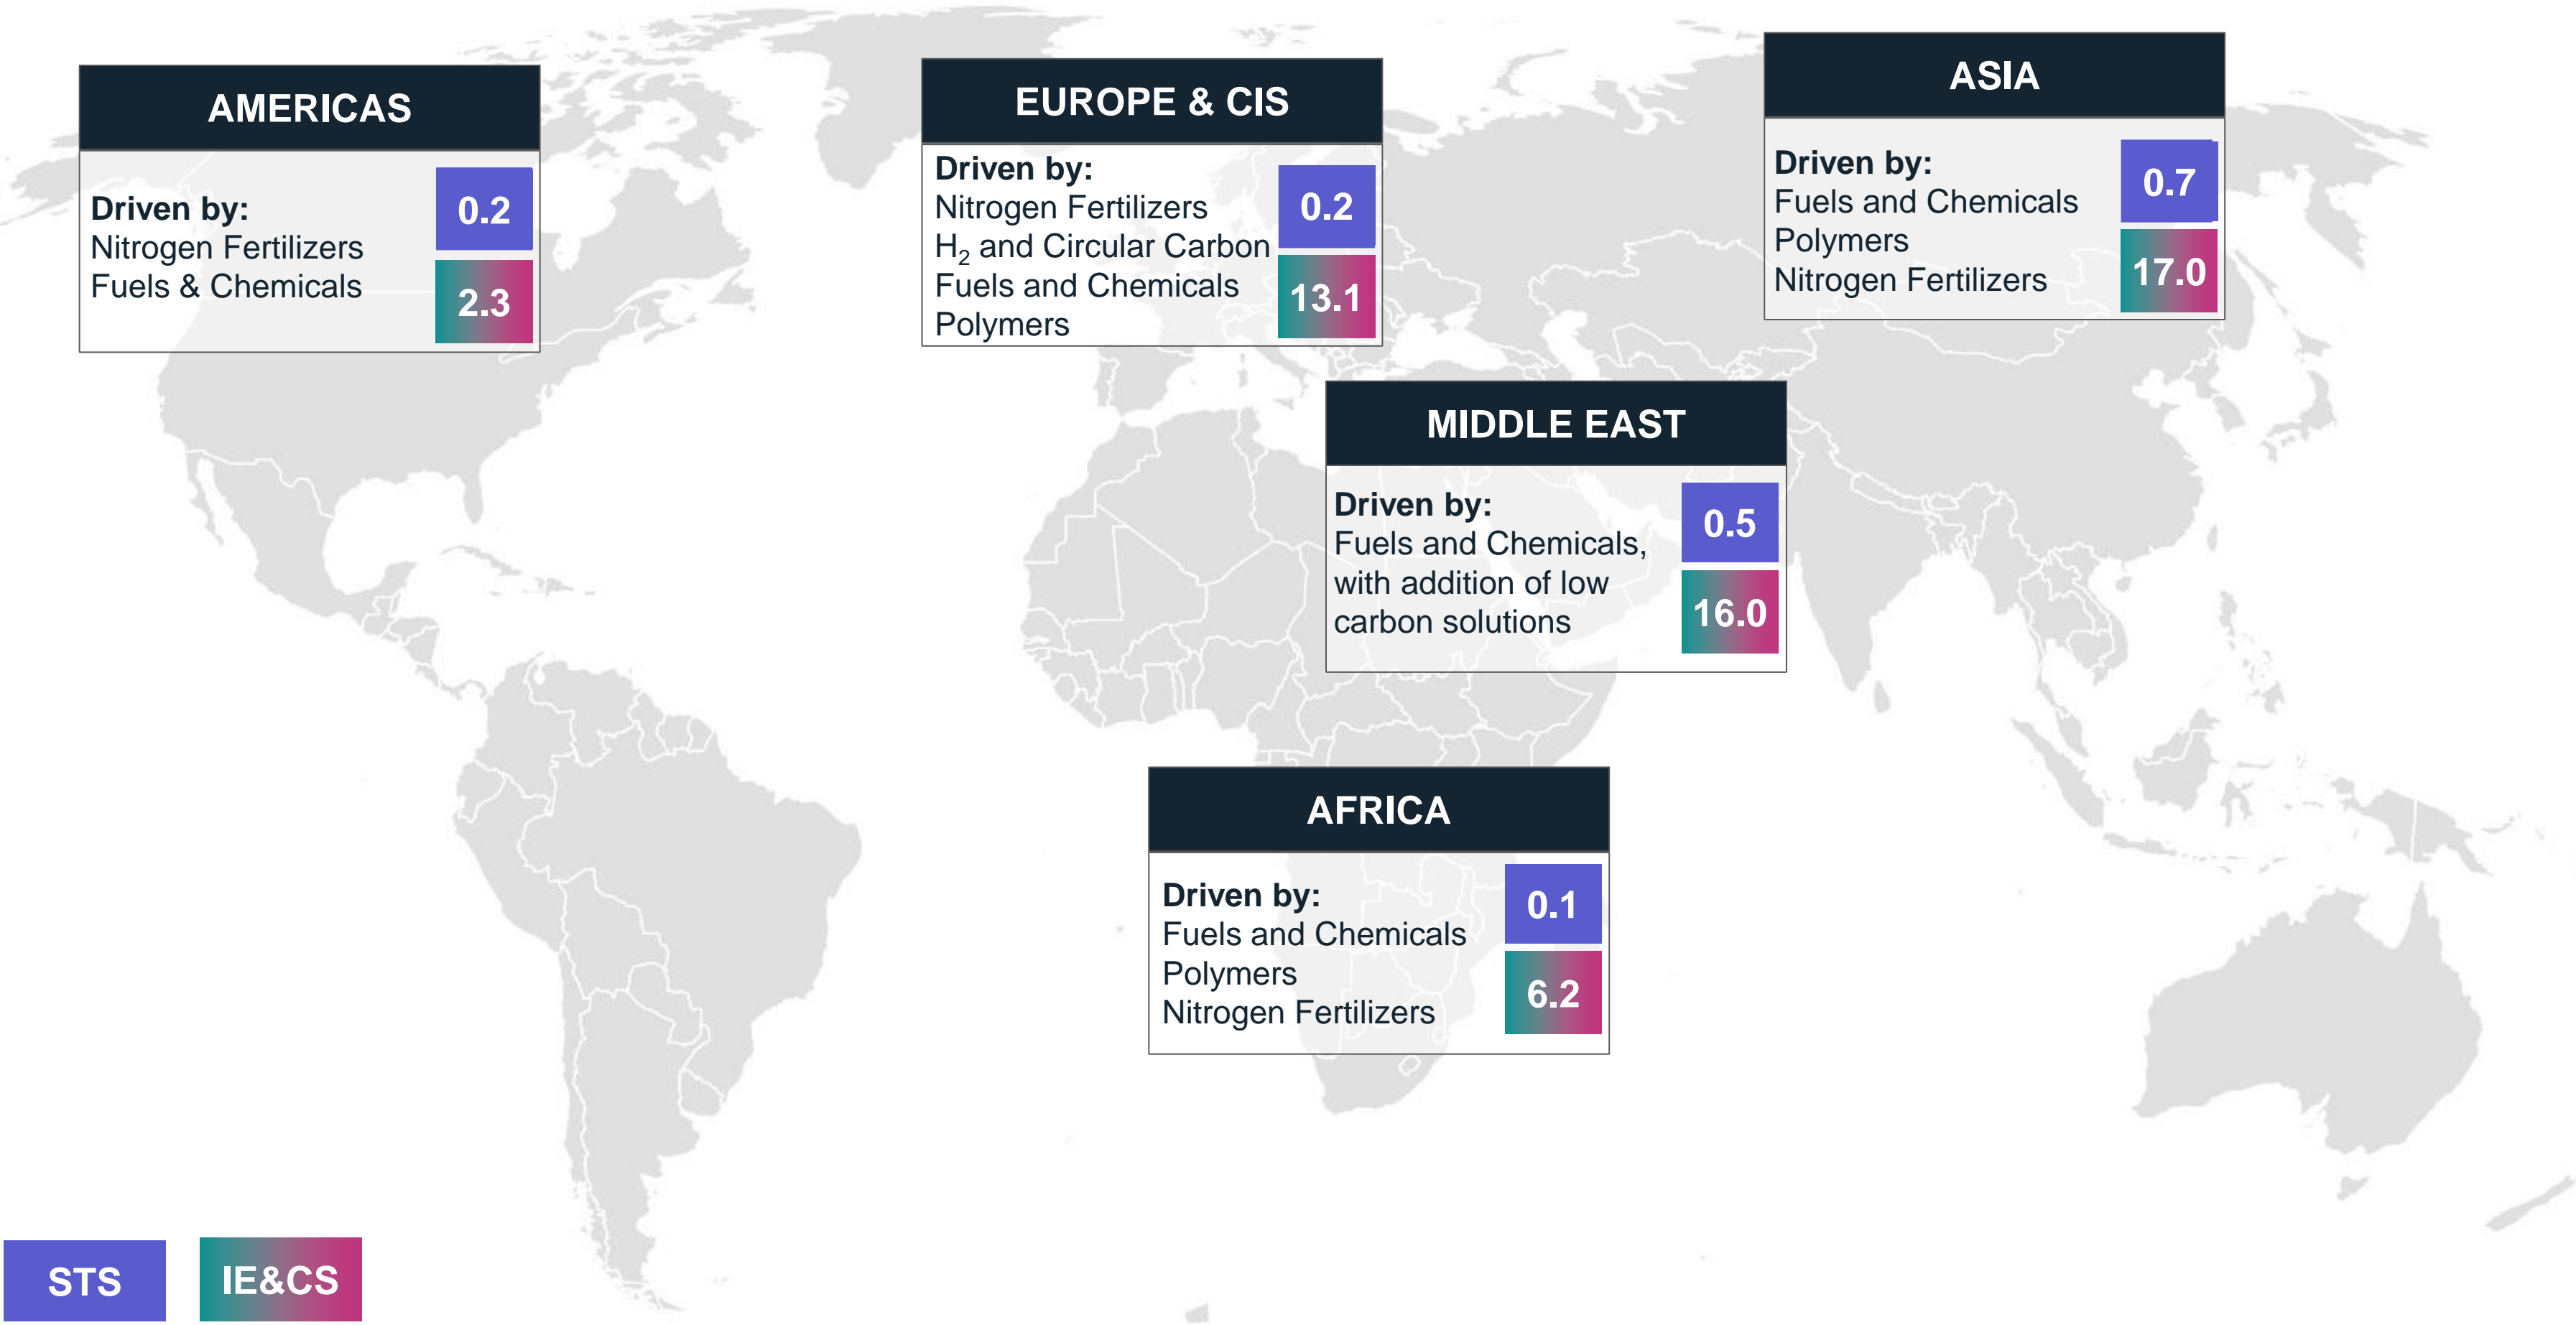 AMERICAS
Driven by:
Nitrogen Fertilizers
Fuels & Chemicals
0.2
2.3
EUROPE & CIS
Driven by:
Nitrogen Fertilizers
H₂ and Circular Carbon
Fuels and Chemicals
Polymers
0.2
13.1
ASIA
Driven by:
Fuels and Chemicals
Polymers
Nitrogen Fertilizers
0.7
17.0
MIDDLE EAST
Driven by:
Fuels and Chemicals,
with addition of low
carbon solutions
0.5
16.0
AFRICA
Driven by:
Fuels and Chemicals
Polymers
Nitrogen Fertilizers
0.1
6.2
STS
IE&CS